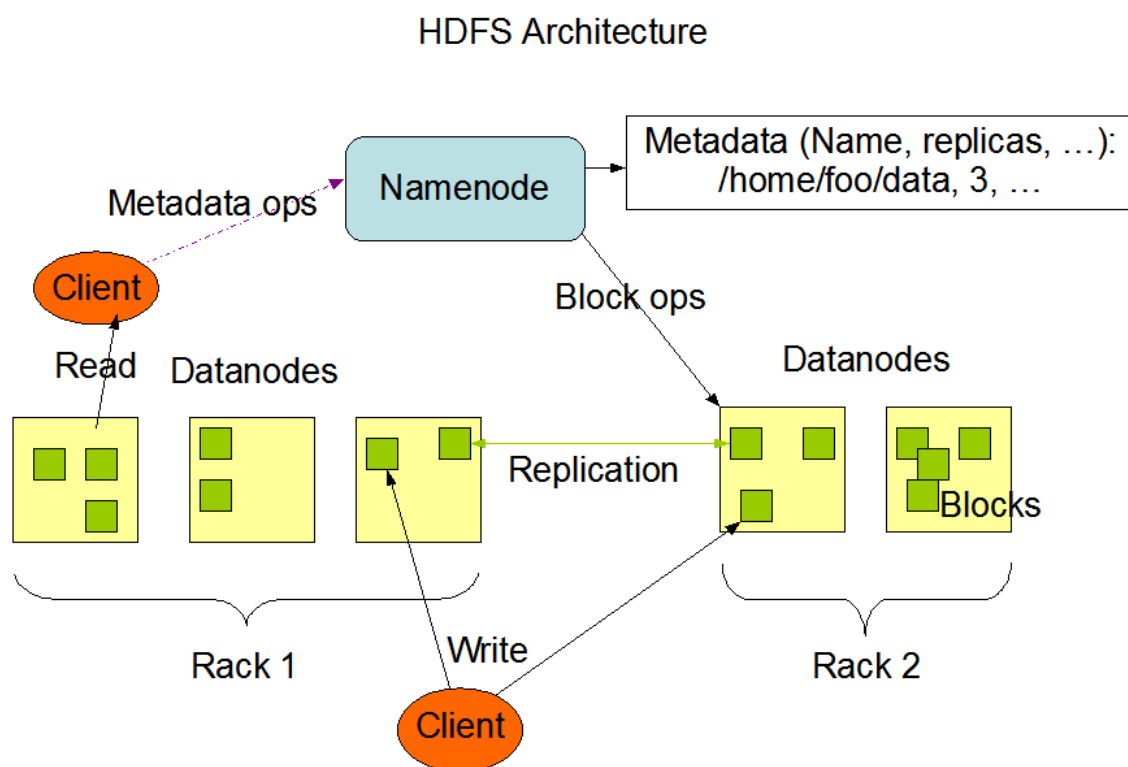 HDFS Architecture
Metadata (Name, replicas, …):
/home/foo/data, 3, …
Namenode
Metadata ops
Client
Block ops
Read
Datanodes
Datanodes
Replication
Blocks
Rack 1
Write
Rack 2
Client